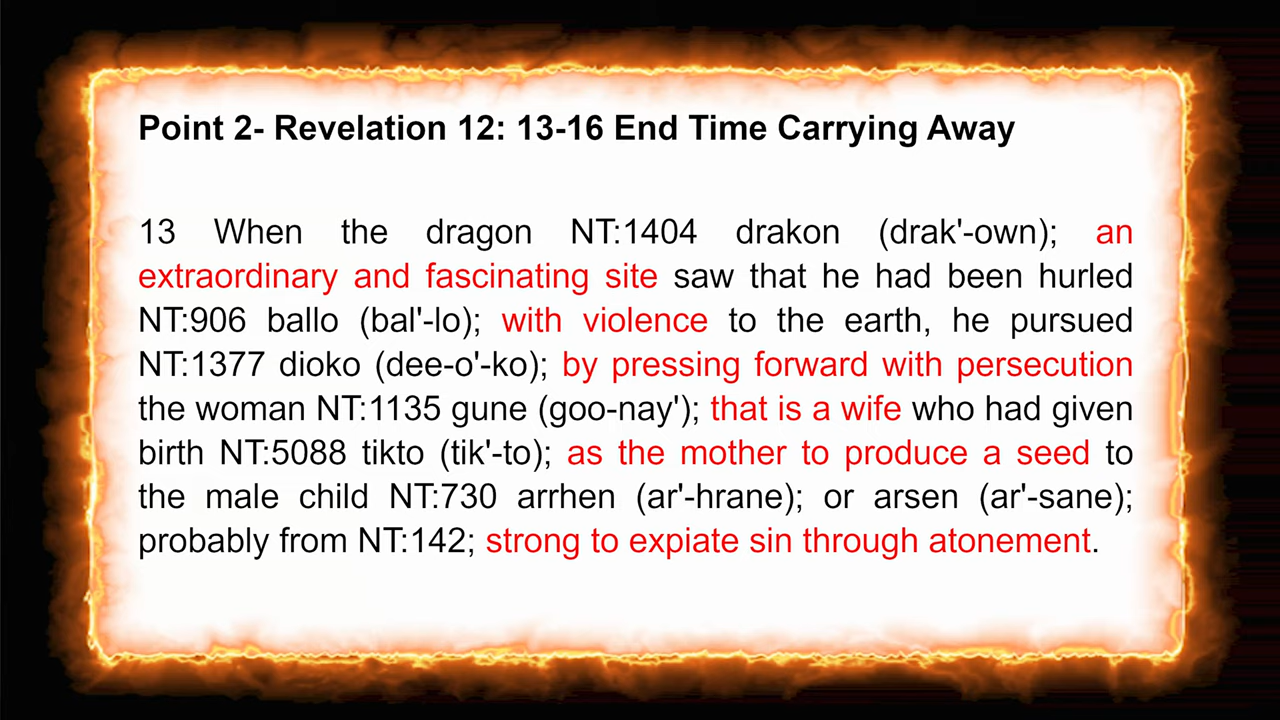 Point 2- Revelation 12: 13-16 End Time Carrying Away
13 When the dragon NT:1404 drakon (drak'-own); an
extraordinary and fascinating site saw that he had been hurled
NT:906 ballo (bal'-lo); with violence to the earth, he pursued
NT:1377 dioko (dee-o'-ko); by pressing forward with persecution
the woman NT:1135 gune (goo-nay'); that is a wife who had given
birth NT:5088 tikto (tik'-to); as the mother to produce a seed to
the male child NT:730 arrhen (ar'-hrane); or arsen (ar'-sane);
probably from NT:142; strong to expiate sin through atonement.